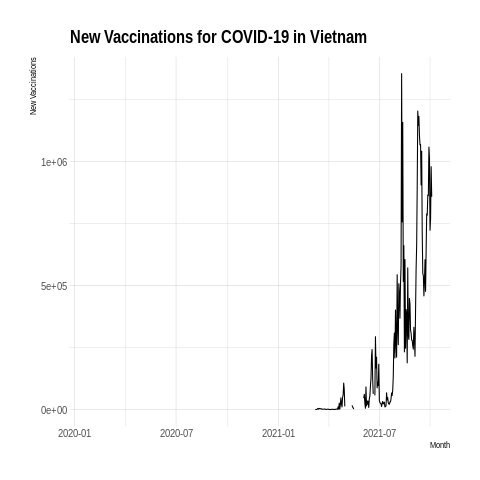 New Vaccinations for COVID-19 in Vietnam
New Vaccinations
1e+06
5e+05
0e+00
2020-01 2020-07 2021-01 2021-07
Month